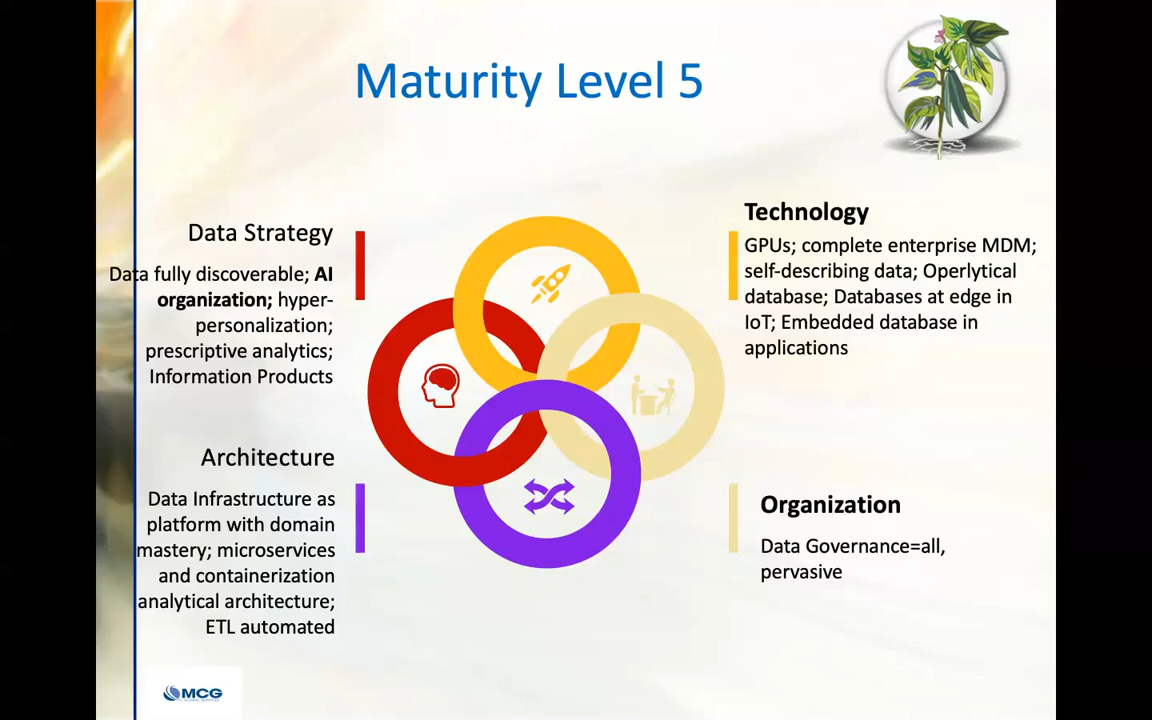 Maturity Level 5
Data Strategy
Data fully discoverable; AI
organization; hyper-
personalization;
prescriptive analytics;
Information Products
Technology
GPUs; complete enterprise MDM;
self-describing data; Operlytical
database; Databases at edge in
IoT; Embedded database in
applications
Architecture
Data Infrastructure as
platform with domain
mastery; microservices
and containerization
analytical architecture;
ETL automated
Organization
Data Governance=all,
pervasive
MCG